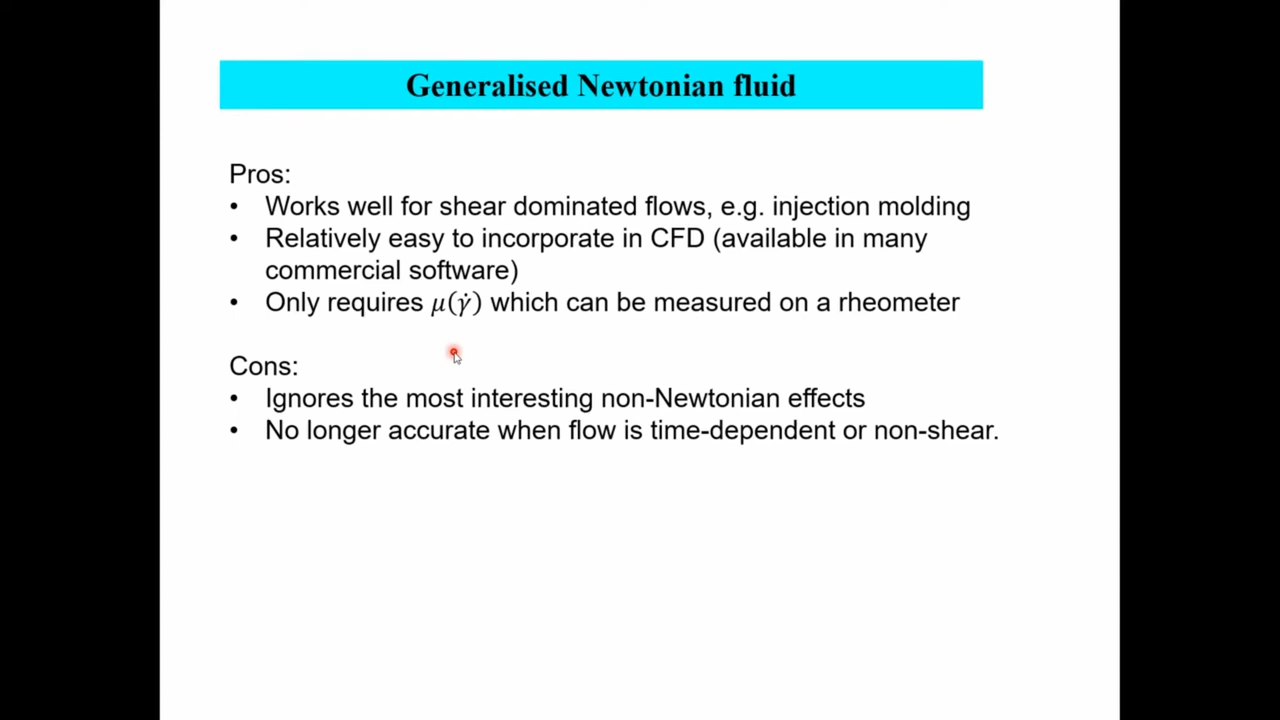 Generalised Newtonian fluid
Pros:
• Works well for shear dominated flows, e.g. injection molding
• Relatively easy to incorporate in CFD (available in many
commercial software)
• Only requires 𝜇(𝛾̇) which can be measured on a rheometer
Cons:
• Ignores the most interesting non-Newtonian effects
• No longer accurate when flow is time-dependent or non-shear.